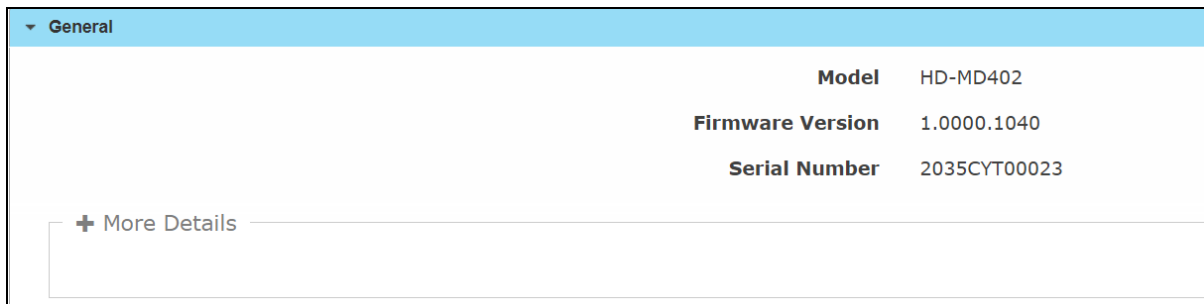 General
Model HD-MD402
Firmware Version 1.0000.1040
Serial Number 2035CYT00023
More Details